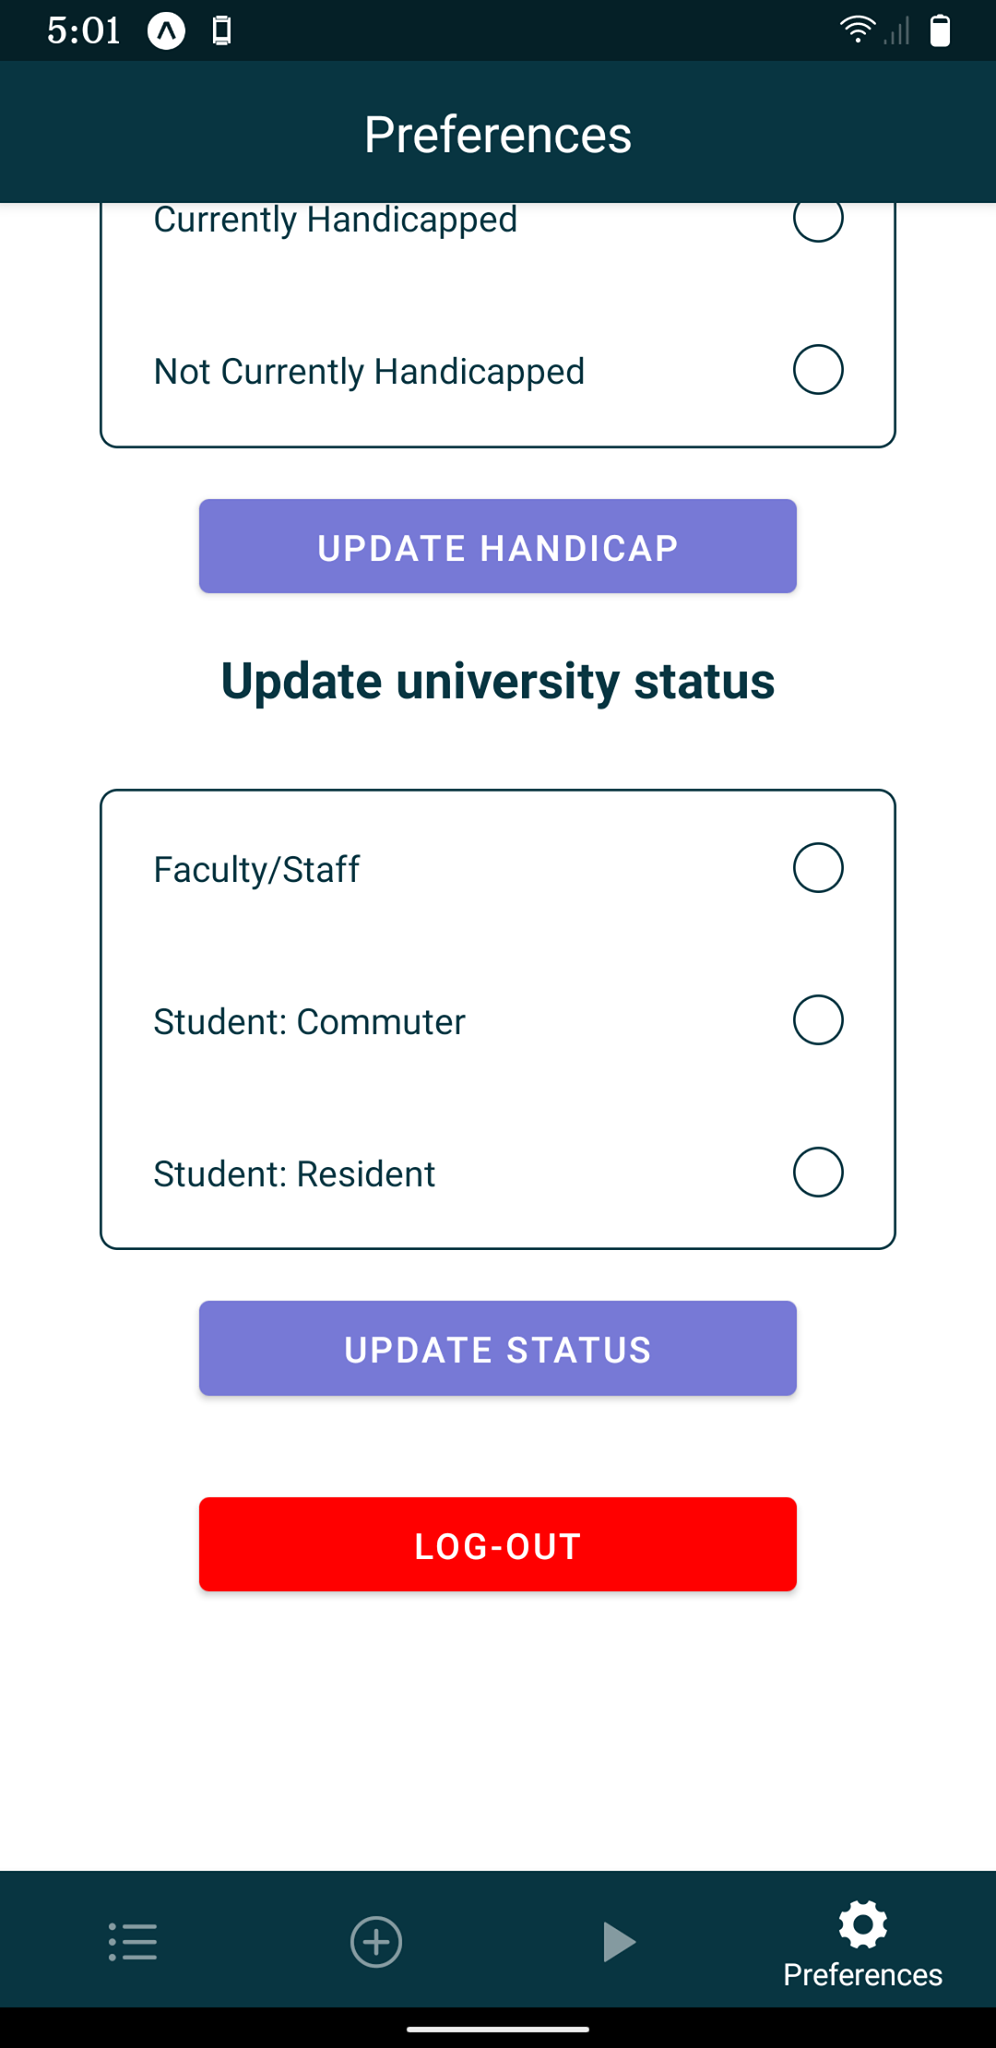 5:01
Preferences
Currently Handicapped
Not Currently Handicapped
UPDATE HANDICAP
Update university status
Faculty/Staff
Student: Commuter
Student: Resident
UPDATE STATUS
LOG-OUT
Preferences